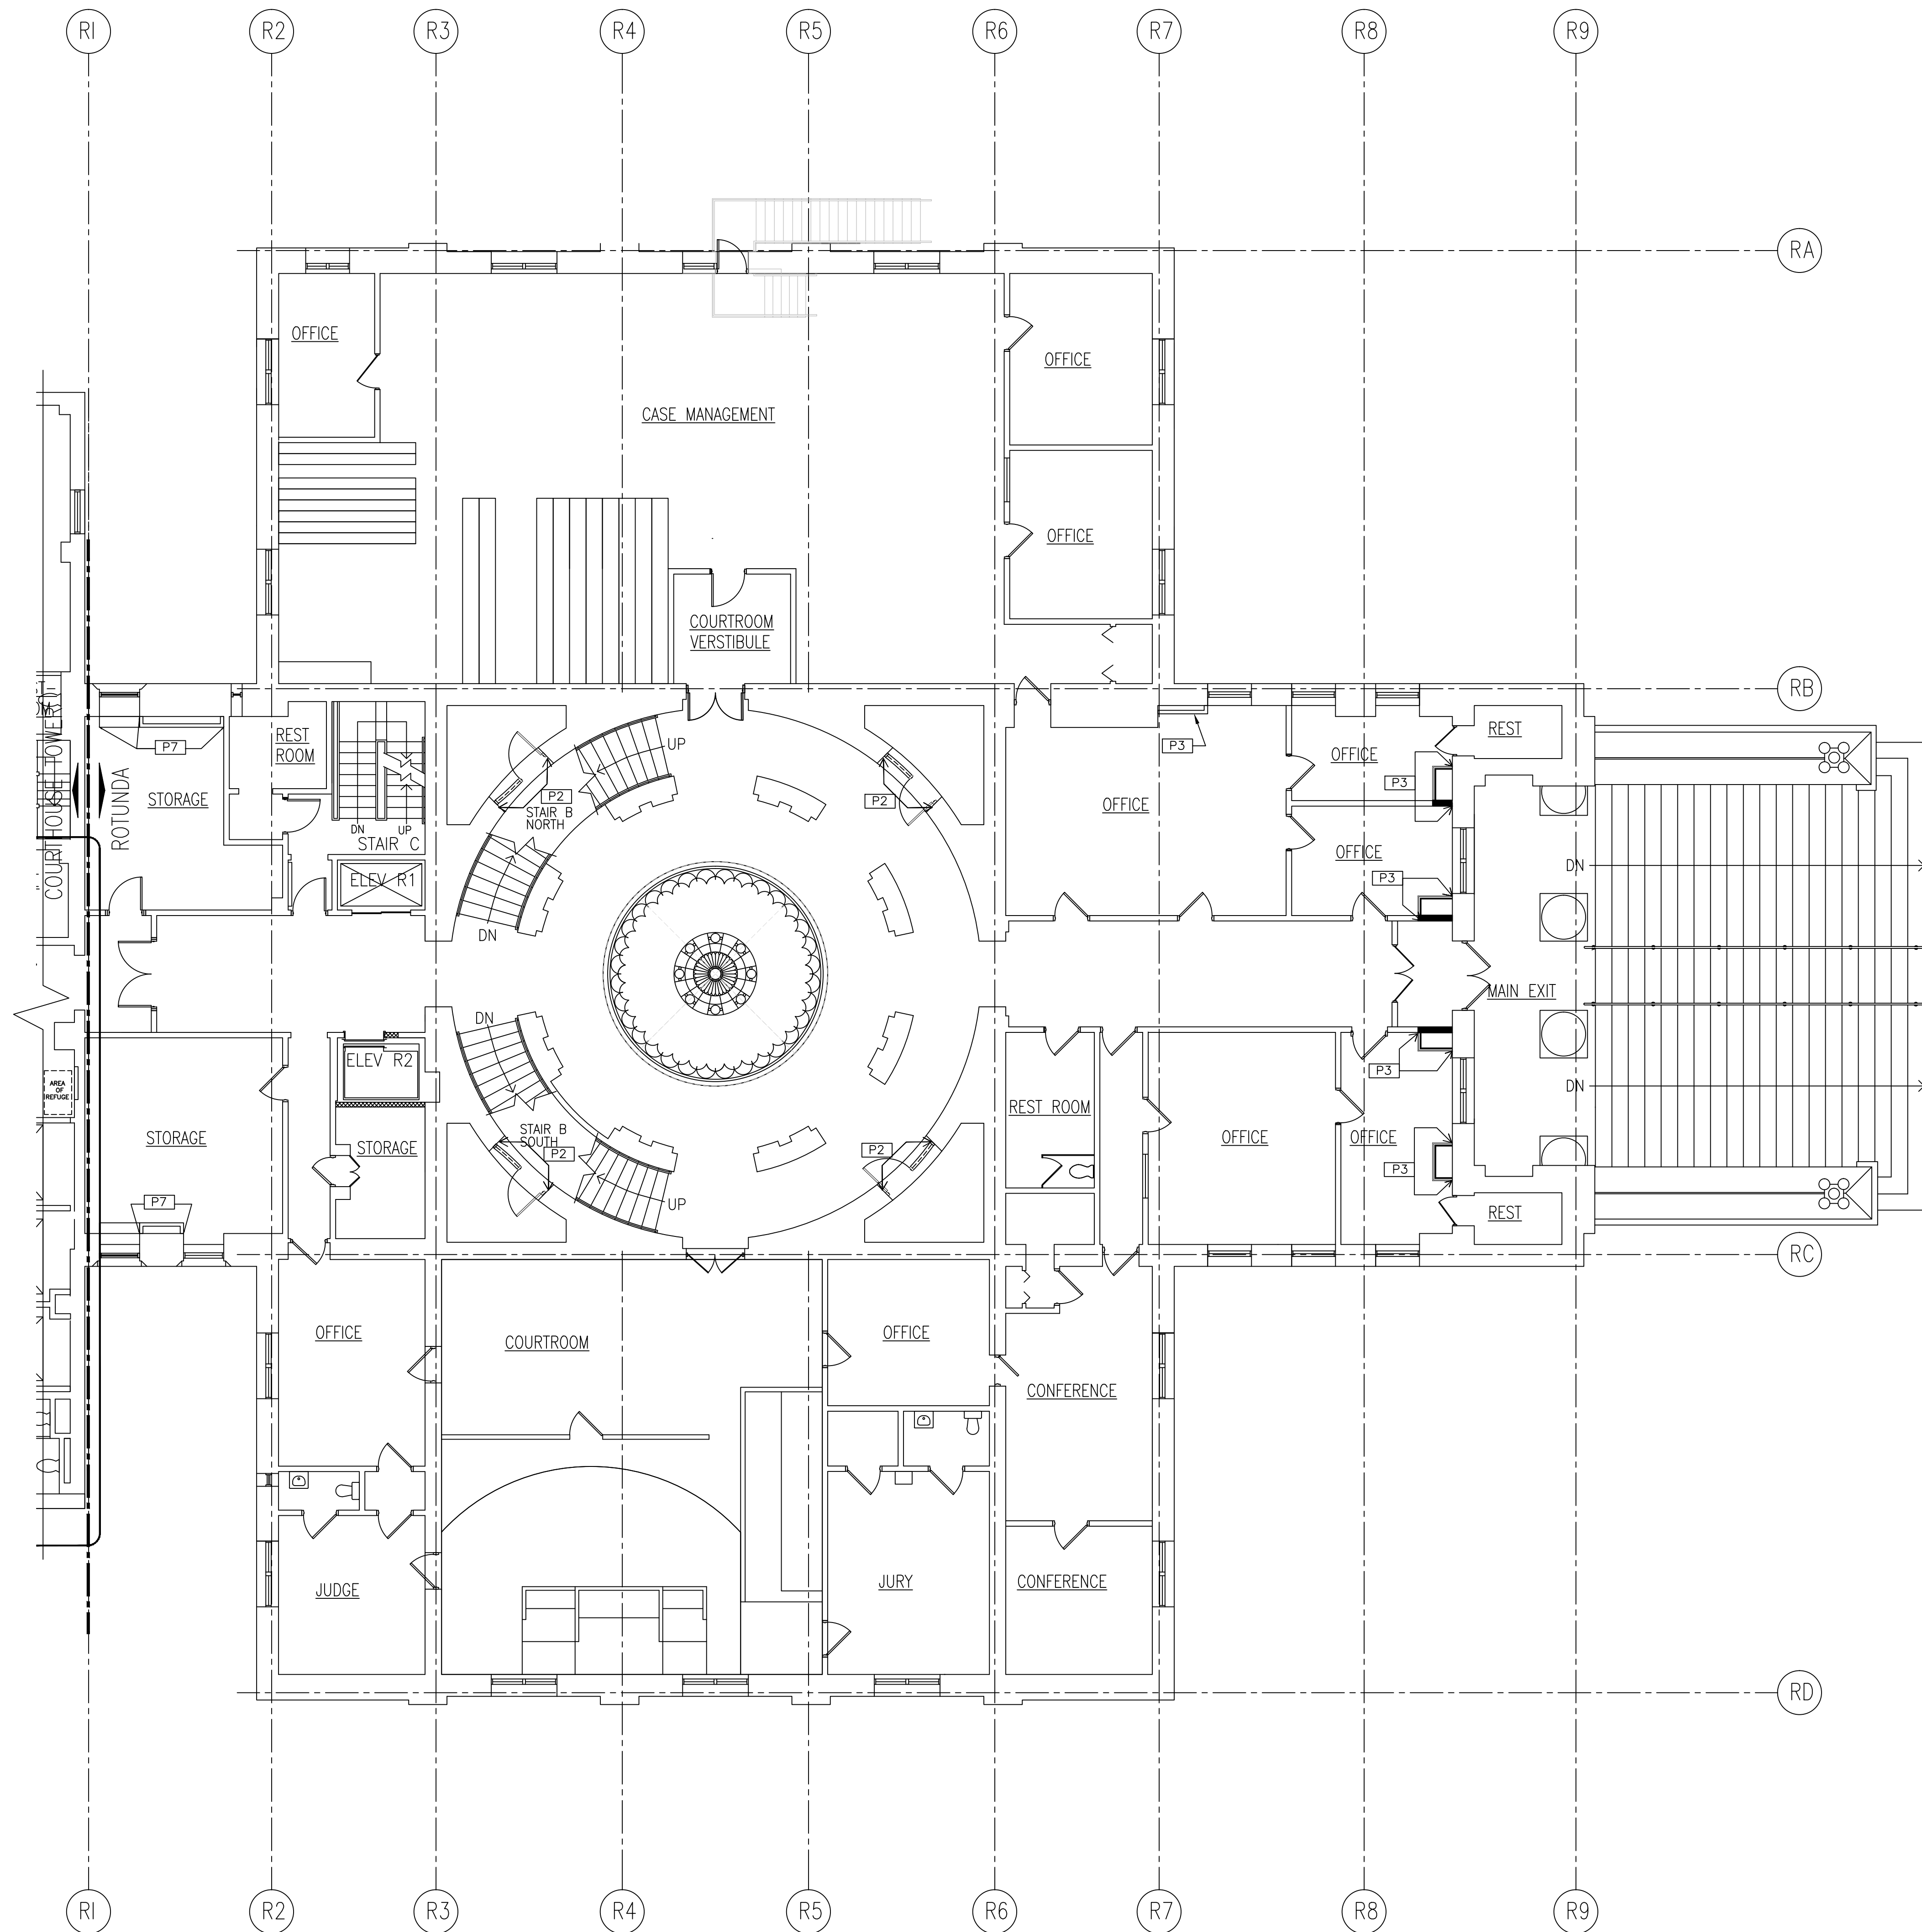 R1
R2
R3
R4
R5
R6
R7
R8
R9
RA
OFFICE
OFFICE
CASE MANAGEMENT
OFFICE
COURTROOM
VERSTIBULE
RB
COURTHOUSE TOWER
ROTUNDA
P7
STORAGE
REST
ROOM
DN
UP
STAIR C
ELEV R1
UP
P2
STAIR B
NORTH
DN
P2
P3
OFFICE
OFFICE
REST
P3
OFFICE
P3
DN
MAIN EXIT
DN
ELEV R2
AREA
OF
REFUGE
STORAGE
STORAGE
P7
STAIR B
SOUTH
P2
UP
P2
REST ROOM
OFFICE
OFFICE
P3
P3
DN
REST
RC
OFFICE
COURTROOM
OFFICE
CONFERENCE
JUDGE
JURY
CONFERENCE
RD
R1
R2
R3
R4
R5
R6
R7
R8
R9